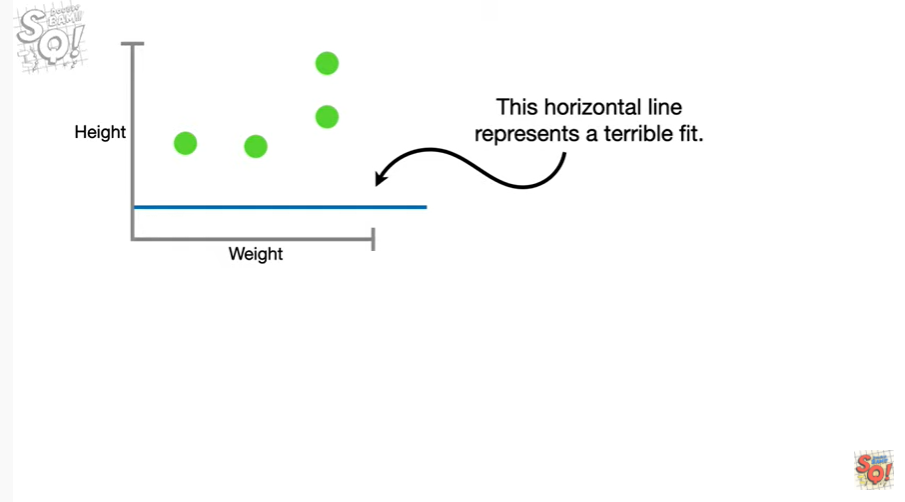 Height
This horizontal line
represents a terrible fit.
Weight